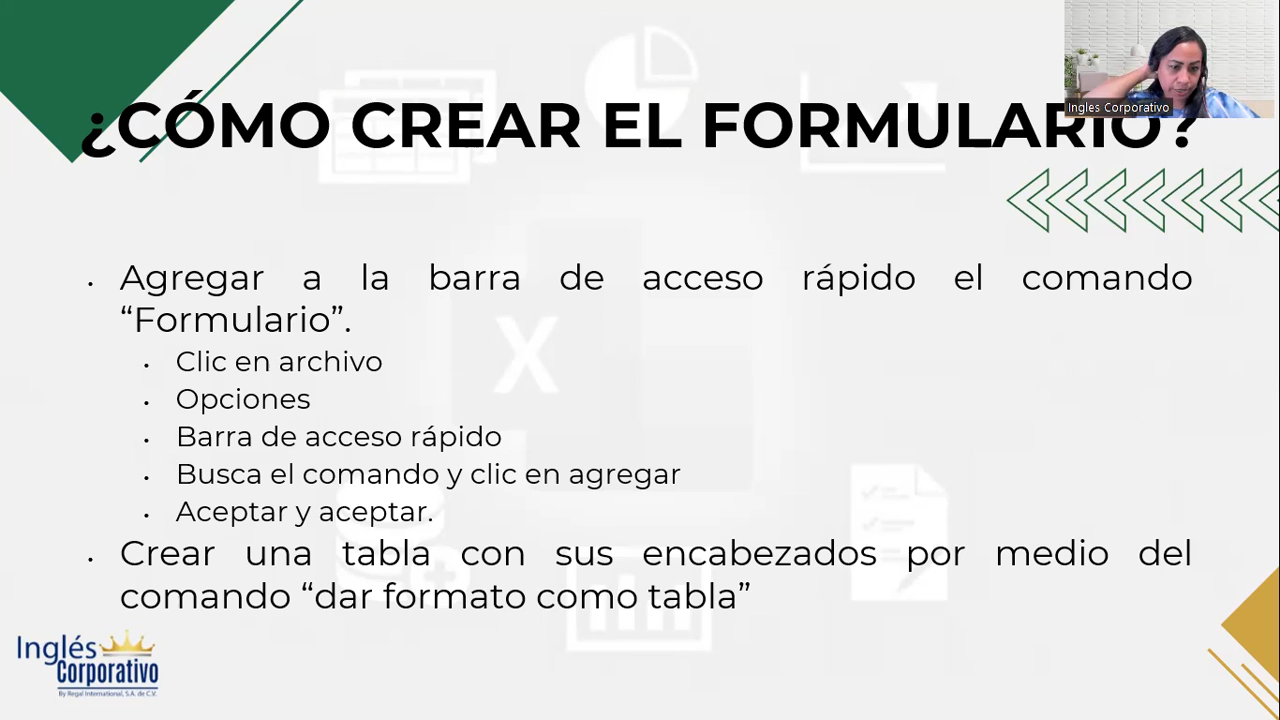 Ingles Corporativo
¿CÓMO CREAR EL FORMULARIO?
• Agregar a la barra de acceso rápido el comando
“Formulario”.
• Clic en archivo
• Opciones
• Barra de acceso rápido
• Busca el comando y clic en agregar
• Aceptar y aceptar.
• Crear una tabla con sus encabezados por medio del
comando “dar formato como tabla”
X
Inglés
Corporativo
By Regal International, S.A. de C.V.